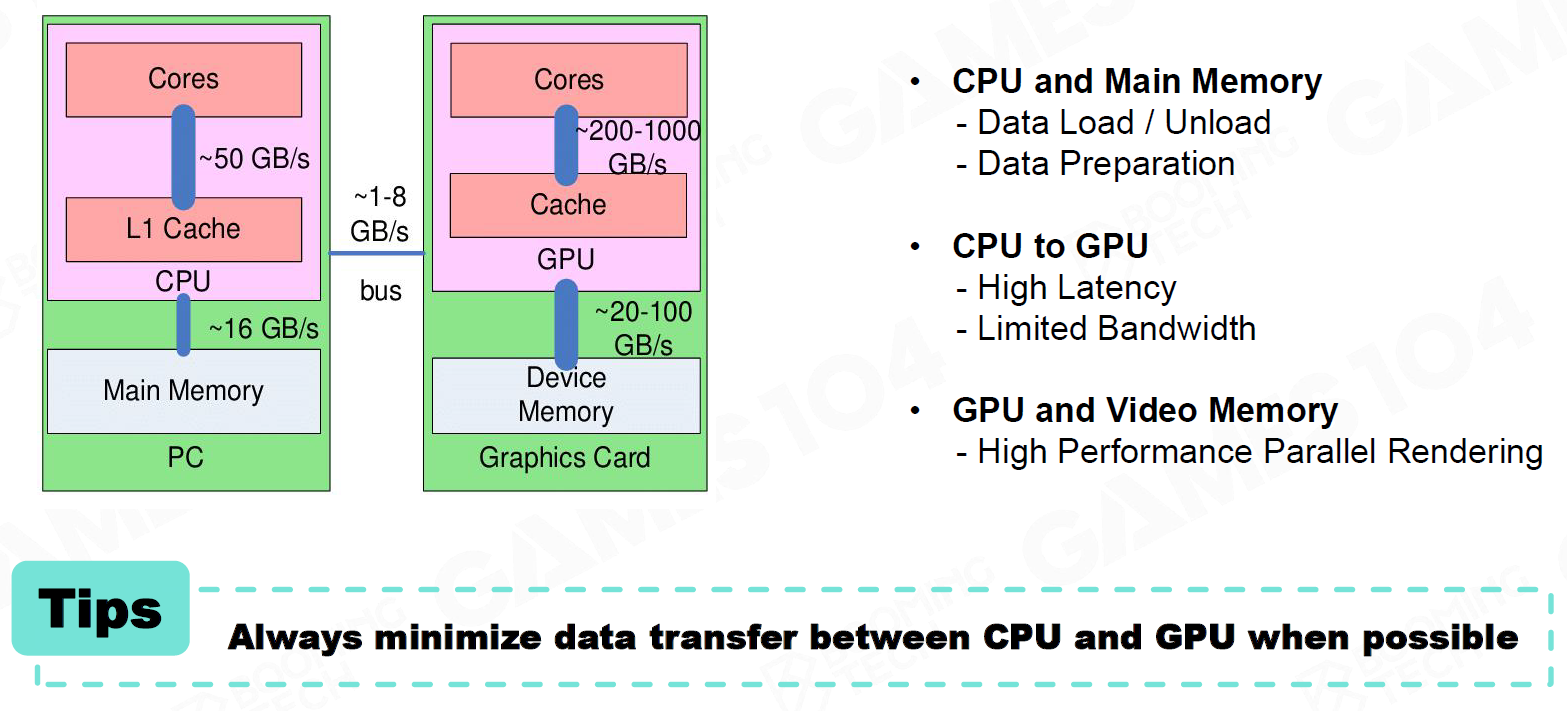 Cores
~50 GB/s
L1 Cache
CPU
~16 GB/s
Main Memory
PC
~1-8
GB/s
bus
Cores
~200-1000
GB/s
Cache
GPU
~20-100
GB/s
Device
Memory
Graphics Card
• CPU and Main Memory
- Data Load / Unload
- Data Preparation
• CPU to GPU
- High Latency
- Limited Bandwidth
• GPU and Video Memory
- High Performance Parallel Rendering
Tips
Always minimize data transfer between CPU and GPU when possible
GAMES104
BOOMING
TECH